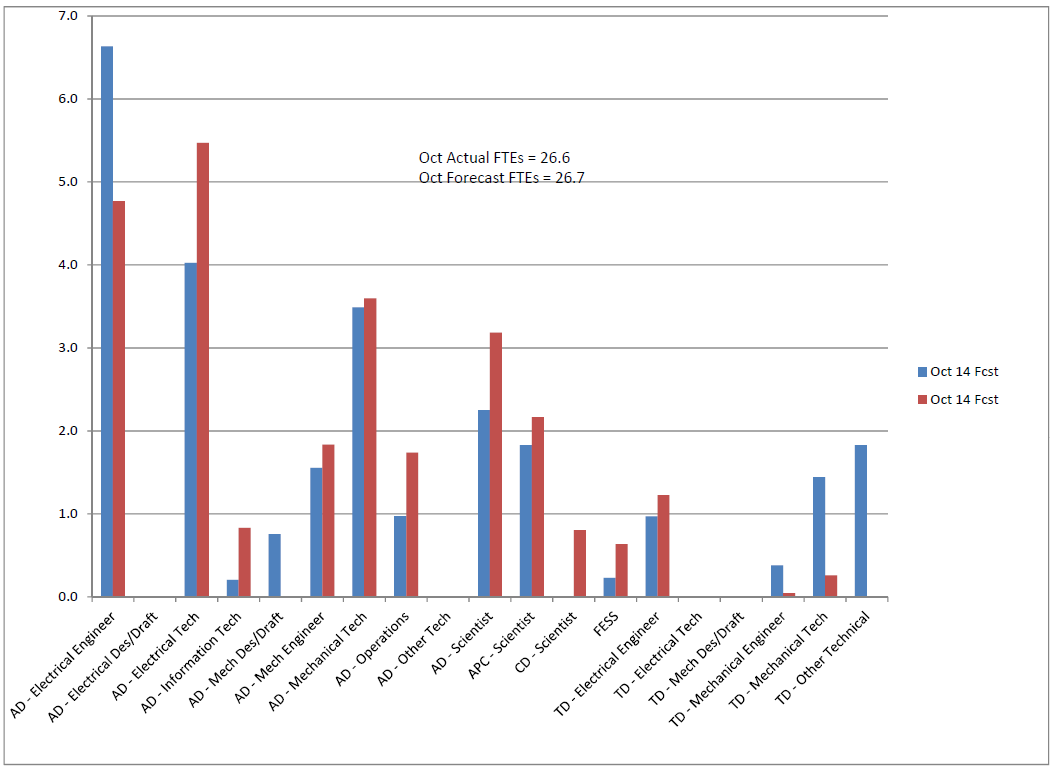 7.0
6.0
5.0
4.0
3.0
2.0
1.0
0.0
Oct Actual FTEs = 26.6
Oct Forecast FTEs = 26.7
Oct 14 Fcst
Oct 14 Fcst
AD - Electrical Engineer
AD - Electrical Des/Draft
AD - Electrical Tech
AD - Information Tech
AD - Mech Des/Draft
AD - Mech Engineer
AD - Mechanical Tech
AD - Operations
AD - Other Tech
AD - Scientist
APC - Scientist
CD - Scientist
FESS
TD - Electrical Engineer
TD - Electrical Tech
TD - Mech Des/Draft
TD - Mechanical Engineer
TD - Mechanical Tech
TD - Other Technical